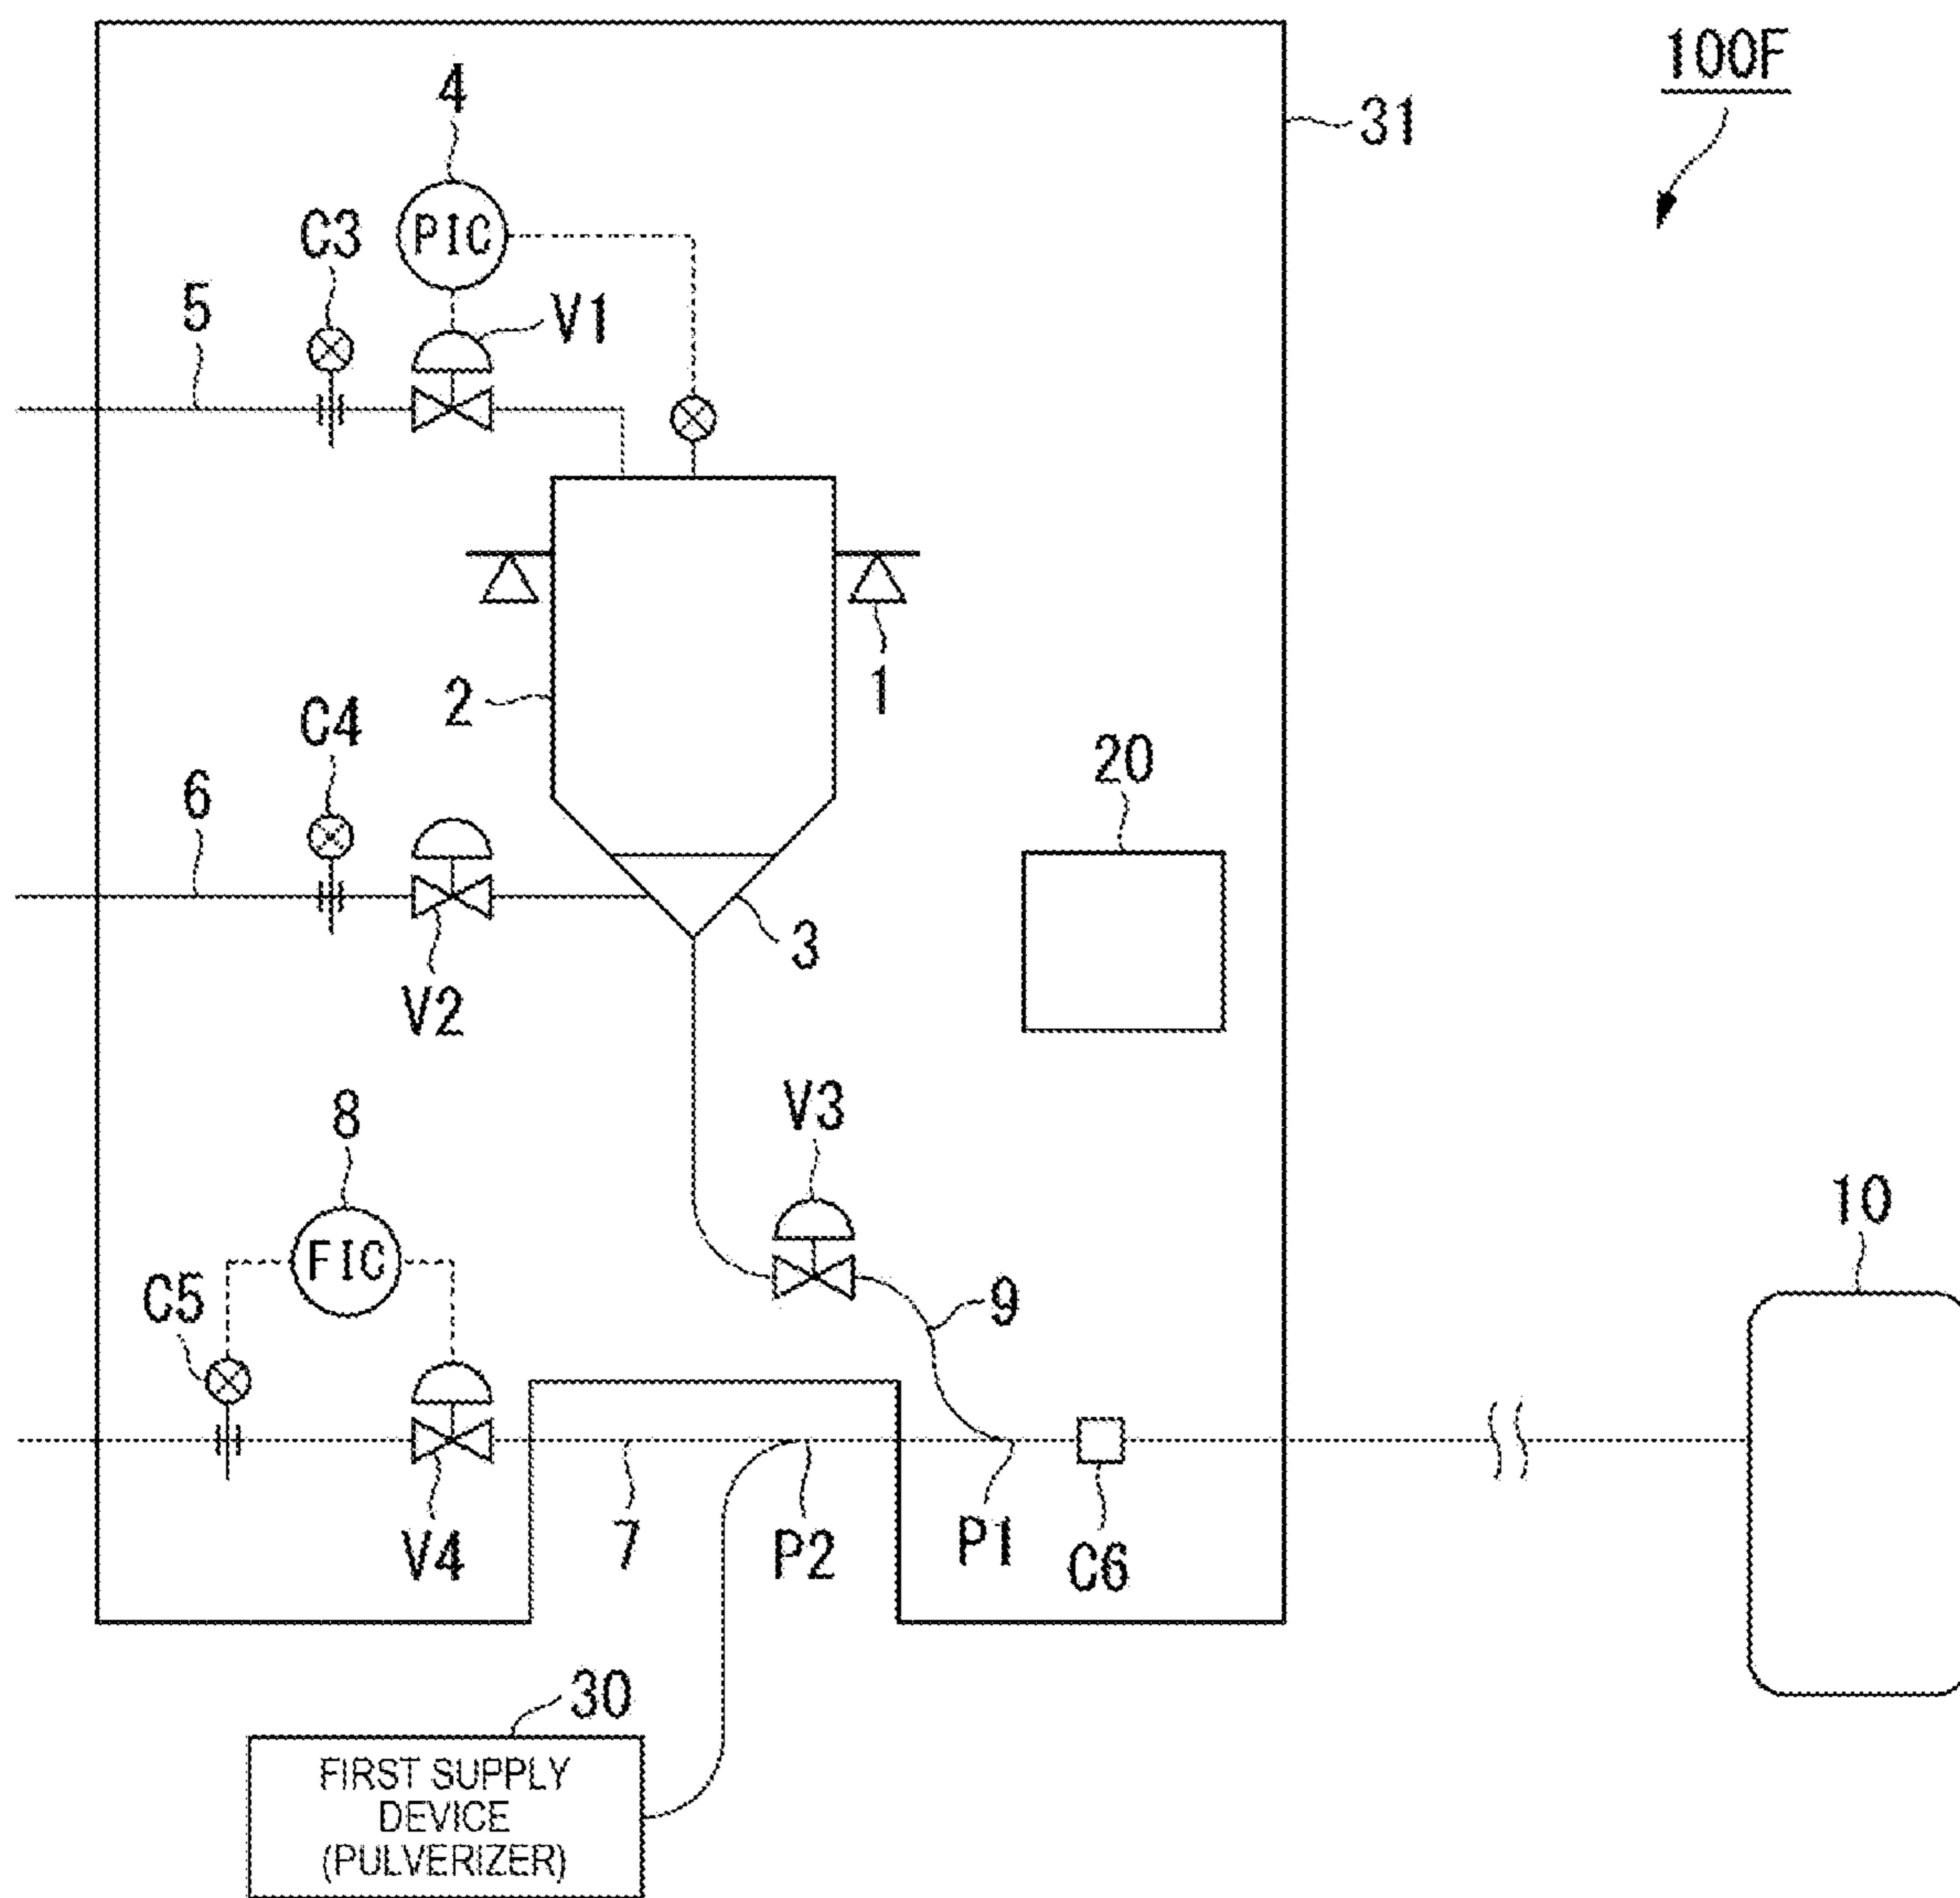 100F
4
31
C3
PIC
5
V1
2
1
C4
20
6
3
V2
V3
8
10
FIC
9
C5
V4
7
P2
P1
C6
30
FIRST SUPPLY
DEVICE
(PULVERIZER)